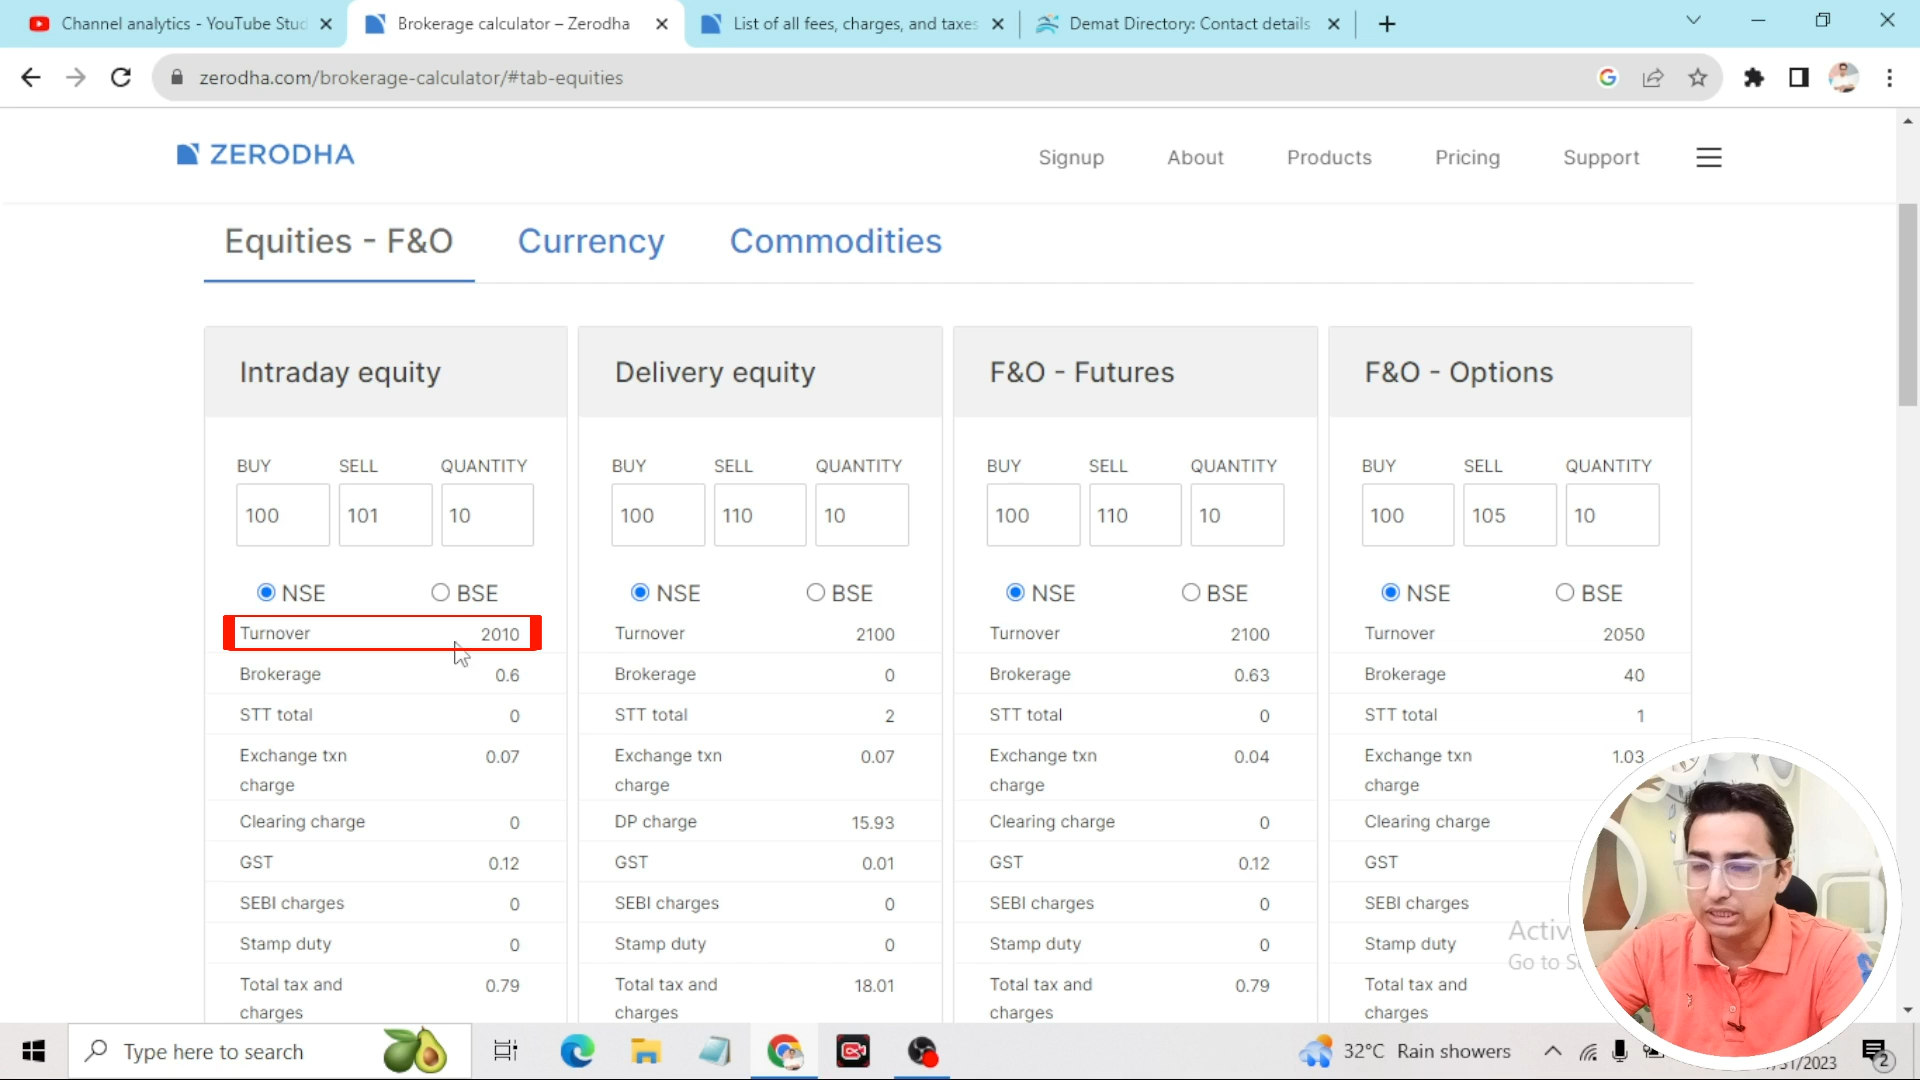 Channel analytics - YouTube Stud
Brokerage calculator – Zerodha
List of all fees, charges, and taxes
Demat Directory: Contact details
zerodha.com/brokerage-calculator/#tab-equities
ZERODHA
Signup About Products Pricing Support
Equities - F&O Currency Commodities
Intraday equity
BUY SELL QUANTITY
100 101 10
NSE BSE
Turnover 2010
Brokerage 0.6
STT total 0
Exchange txn 0.07
charge
Clearing charge 0
GST 0.12
SEBI charges 0
Stamp duty 0
Total tax and 0.79
charges
Delivery equity
BUY SELL QUANTITY
100 110 10
NSE BSE
Turnover 2100
Brokerage 0
STT total 2
Exchange txn 0.07
charge
DP charge 15.93
GST 0.01
SEBI charges 0
Stamp duty 0
Total tax and 18.01
charges
F&O - Futures
BUY SELL QUANTITY
100 110 10
NSE BSE
Turnover 2100
Brokerage 0.63
STT total 0
Exchange txn 0.04
charge
Clearing charge 0
GST 0.12
SEBI charges 0
Stamp duty 0
Total tax and 0.79
charges
F&O - Options
BUY SELL QUANTITY
100 105 10
NSE BSE
Turnover 2050
Brokerage 40
STT total 1
Exchange txn 1.03
charge
Clearing charge
GST
SEBI charges
Stamp duty
Total tax and
charges
Activ
Go to S
Type here to search
32°C Rain showers
/31/2023
2